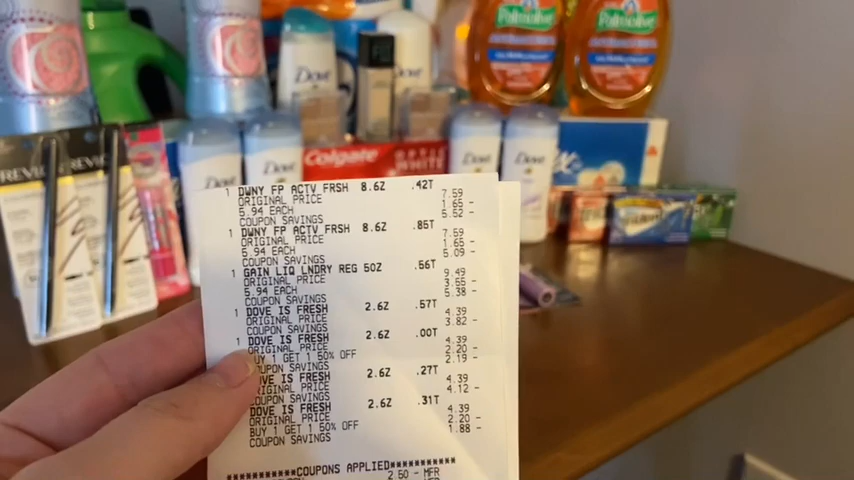 Palmolive
Palmolive
Dove
Dove
REVLO
Colgate
OPTIC
WHITE
Dove
Dove
Dove
Dove
1 DWNY FP ACTV FRSH 8.6Z .42T
ORIGINAL PRICE 7.59
5.94 EACH 1.65 -
COUPON SAVINGS 5.52 -
1 DWNY FP ACTV FRSH 8.6Z .85T
ORIGINAL PRICE 7.59
5.94 EACH 1.65 -
COUPON SAVINGS 5.09 -
1 GAIN LIQ LNDRY REG 50Z .56T
ORIGINAL PRICE 9.49
5.94 EACH 3.55 -
COUPON SAVINGS 5.38 -
1 DOVE IS FRESH 2.6Z .57T
ORIGINAL PRICE 4.39
COUPON SAVINGS 3.82 -
1 DOVE IS FRESH 2.6Z .00T
ORIGINAL PRICE 4.39
BUY 1 GET 1 50% OFF 2.20 -
COUPON SAVINGS 2.19 -
DOVE IS FRESH 2.6Z .27T
ORIGINAL PRICE 4.39
COUPON SAVINGS 4.12 -
DOVE IS FRESH 2.6Z .31T
ORIGINAL PRICE 4.39
BUY 1 GET 1 50% OFF 2.20 -
COUPON SAVINGS 1.88 -
**********COUPONS APPLIED**********
2.50 - MFR